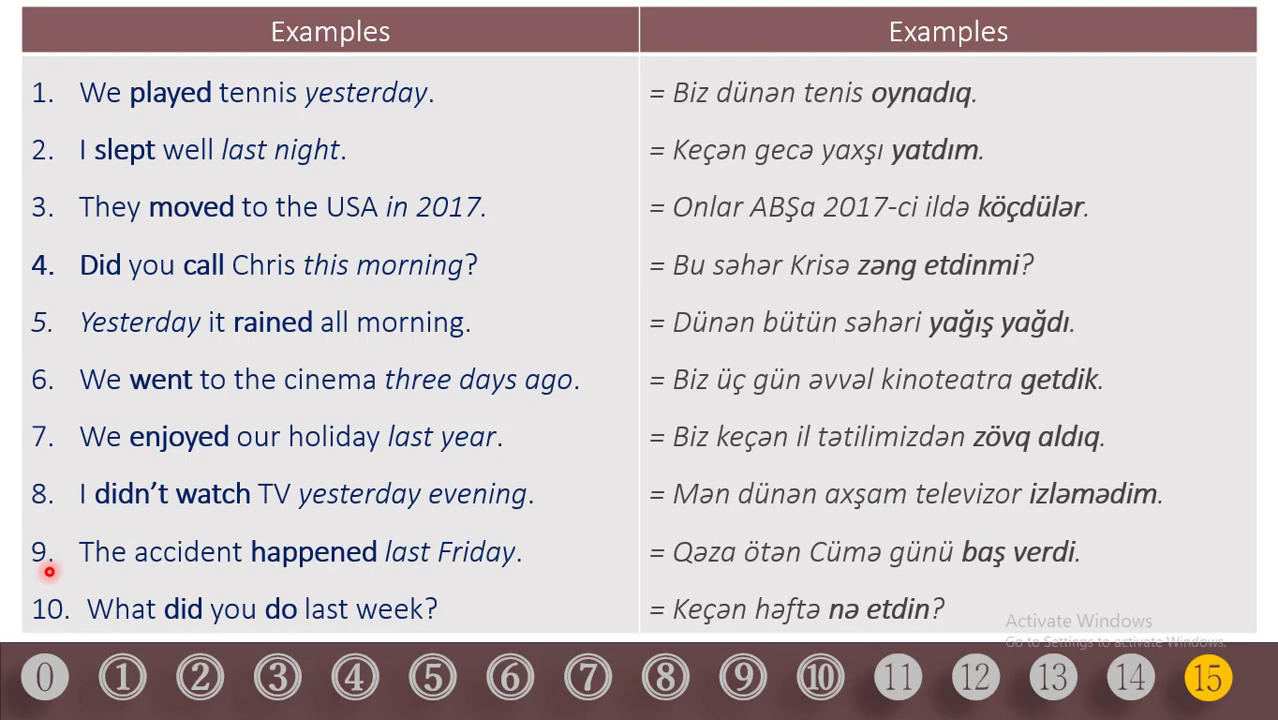 Examples
Examples
1. We played tennis yesterday.
= Biz dünən tenis oynadıq.
2. I slept well last night.
= Keçən gecə yaxşı yatdım.
3. They moved to the USA in 2017.
= Onlar ABŞa 2017-ci ildə köçdülər.
4. Did you call Chris this morning?
= Bu səhər Krisə zəng etdinmi?
5. Yesterday it rained all morning.
= Dünən bütün səhəri yağış yağdı.
6. We went to the cinema three days ago.
= Biz üç gün əvvəl kinoteatra getdik.
7. We enjoyed our holiday last year.
= Biz keçən il tətilimizdən zövq aldıq.
8. I didn’t watch TV yesterday evening.
= Mən dünən axşam televizor izləmədim.
9. The accident happened last Friday.
= Qəza ötən Cümə günü baş verdi.
10. What did you do last week?
= Keçən həftə nə etdin?
Activate Windows
Go to Settings to activate Windows.
0 1 2 3 4 5 6 7 8 9 10 11 12 13 14 15